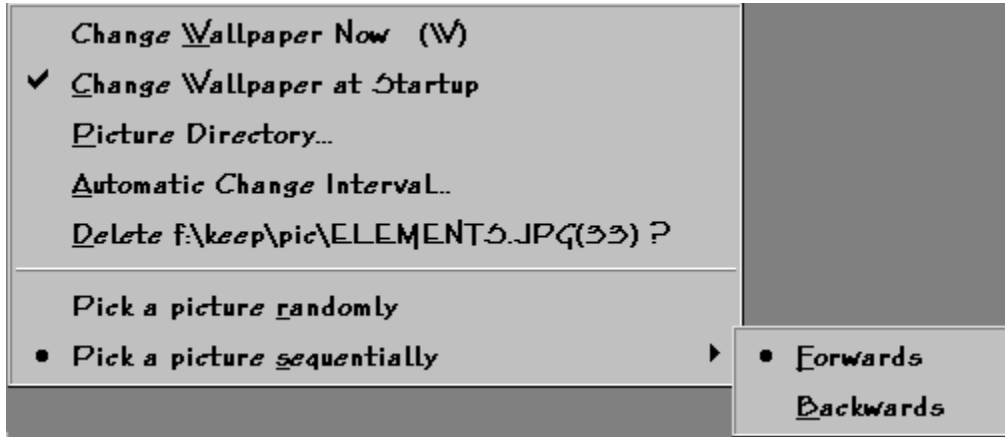 Change Wallpaper Now (W)
Change Wallpaper at Startup
Picture Directory...
Automatic Change Interval...
Delete f:\keep\pic\ELEMENTS.JPG(33) ?
Pick a picture randomly
Pick a picture sequentially
Forwards
Backwards